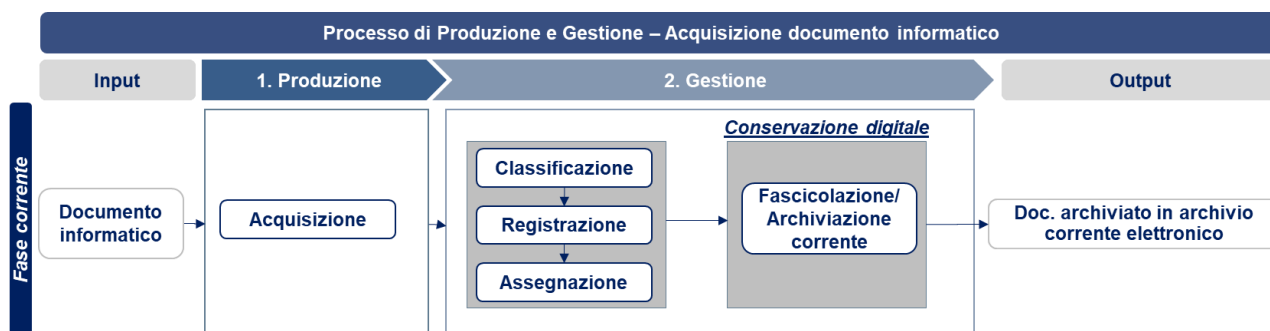 Processo di Produzione e Gestione – Acquisizione documento informatico
Input
1. Produzione
2. Gestione
Output
Fase corrente
Documento
informatico
Acquisizione
Classificazione
Registrazione
Assegnazione
Conservazione digitale
Fascicolazione/
Archiviazione
corrente
Doc. archiviato in archivio
corrente elettronico